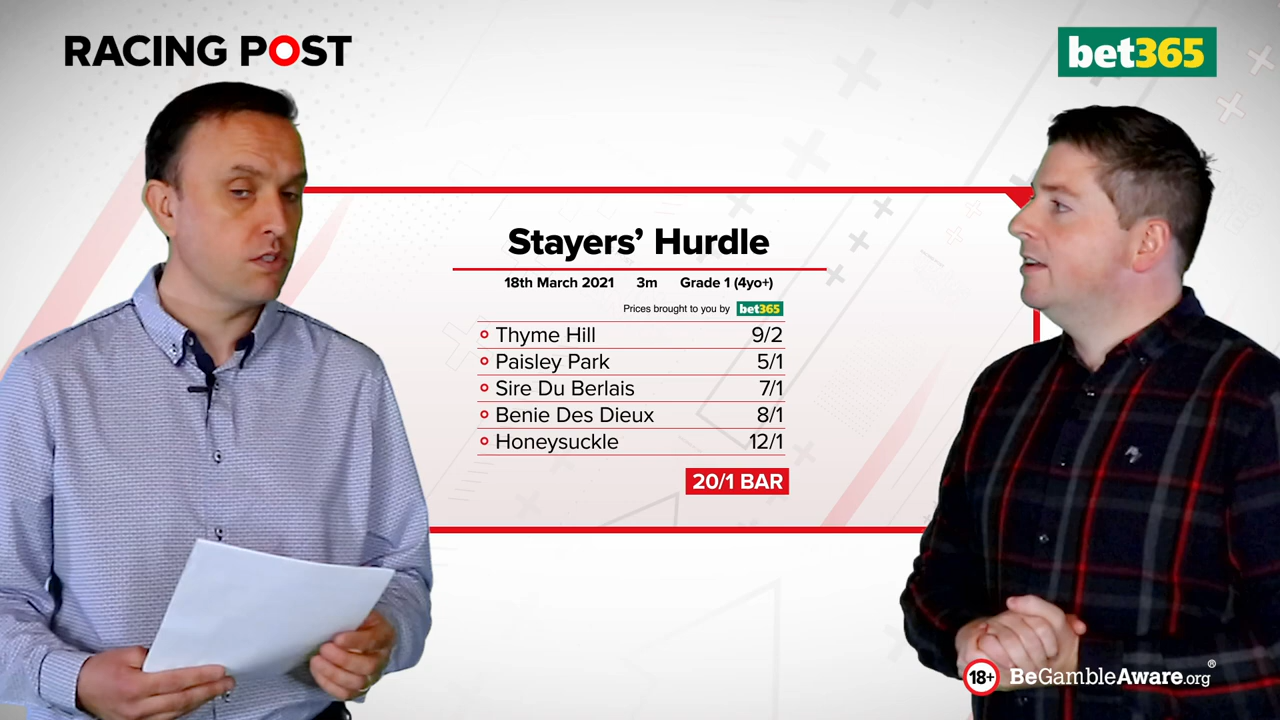 RACING POST
bet365
Stayers’ Hurdle
18th March 2021 3m Grade 1 (4yo+)
Prices brought to you by bet365
Thyme Hill 9/2
Paisley Park 5/1
Sire Du Berlais 7/1
Benie Des Dieux 8/1
Honeysuckle 12/1
20/1 BAR
18+ BeGambleAware.org®